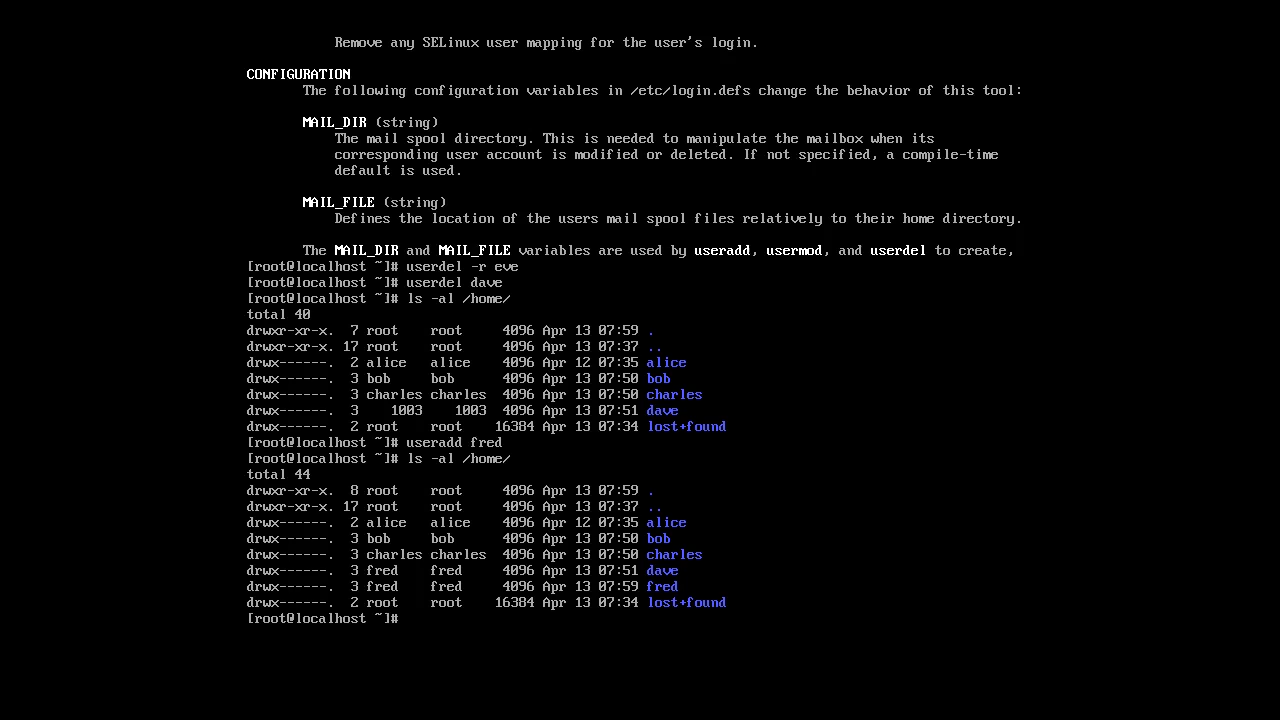 Remove any SELinux user mapping for the user's login.
CONFIGURATION
The following configuration variables in /etc/login.defs change the behavior of this tool:
MAIL_DIR (string)
The mail spool directory. This is needed to manipulate the mailbox when its
corresponding user account is modified or deleted. If not specified, a compile-time
default is used.
MAIL_FILE (string)
Defines the location of the users mail spool files relatively to their home directory.
The MAIL_DIR and MAIL_FILE variables are used by useradd, usermod, and userdel to create,
[root@localhost ~]# userdel -r eve
[root@localhost ~]# userdel dave
[root@localhost ~]# ls -al /home/
total 40
drwxr-xr-x.  7 root    root     4096 Apr 13 07:59 .
drwxr-xr-x. 17 root    root     4096 Apr 13 07:37 ..
drwx------.  2 alice   alice    4096 Apr 12 07:35 alice
drwx------.  3 bob     bob      4096 Apr 13 07:50 bob
drwx------.  3 charles charles  4096 Apr 13 07:50 charles
drwx------.  3    1003    1003  4096 Apr 13 07:51 dave
drwx------.  2 root    root    16384 Apr 13 07:34 lost+found
[root@localhost ~]# useradd fred
[root@localhost ~]# ls -al /home/
total 44
drwxr-xr-x.  8 root    root     4096 Apr 13 07:59 .
drwxr-xr-x. 17 root    root     4096 Apr 13 07:37 ..
drwx------.  2 alice   alice    4096 Apr 12 07:35 alice
drwx------.  3 bob     bob      4096 Apr 13 07:50 bob
drwx------.  3 charles charles  4096 Apr 13 07:50 charles
drwx------.  3 fred    fred     4096 Apr 13 07:51 dave
drwx------.  3 fred    fred     4096 Apr 13 07:59 fred
drwx------.  2 root    root    16384 Apr 13 07:34 lost+found
[root@localhost ~]#